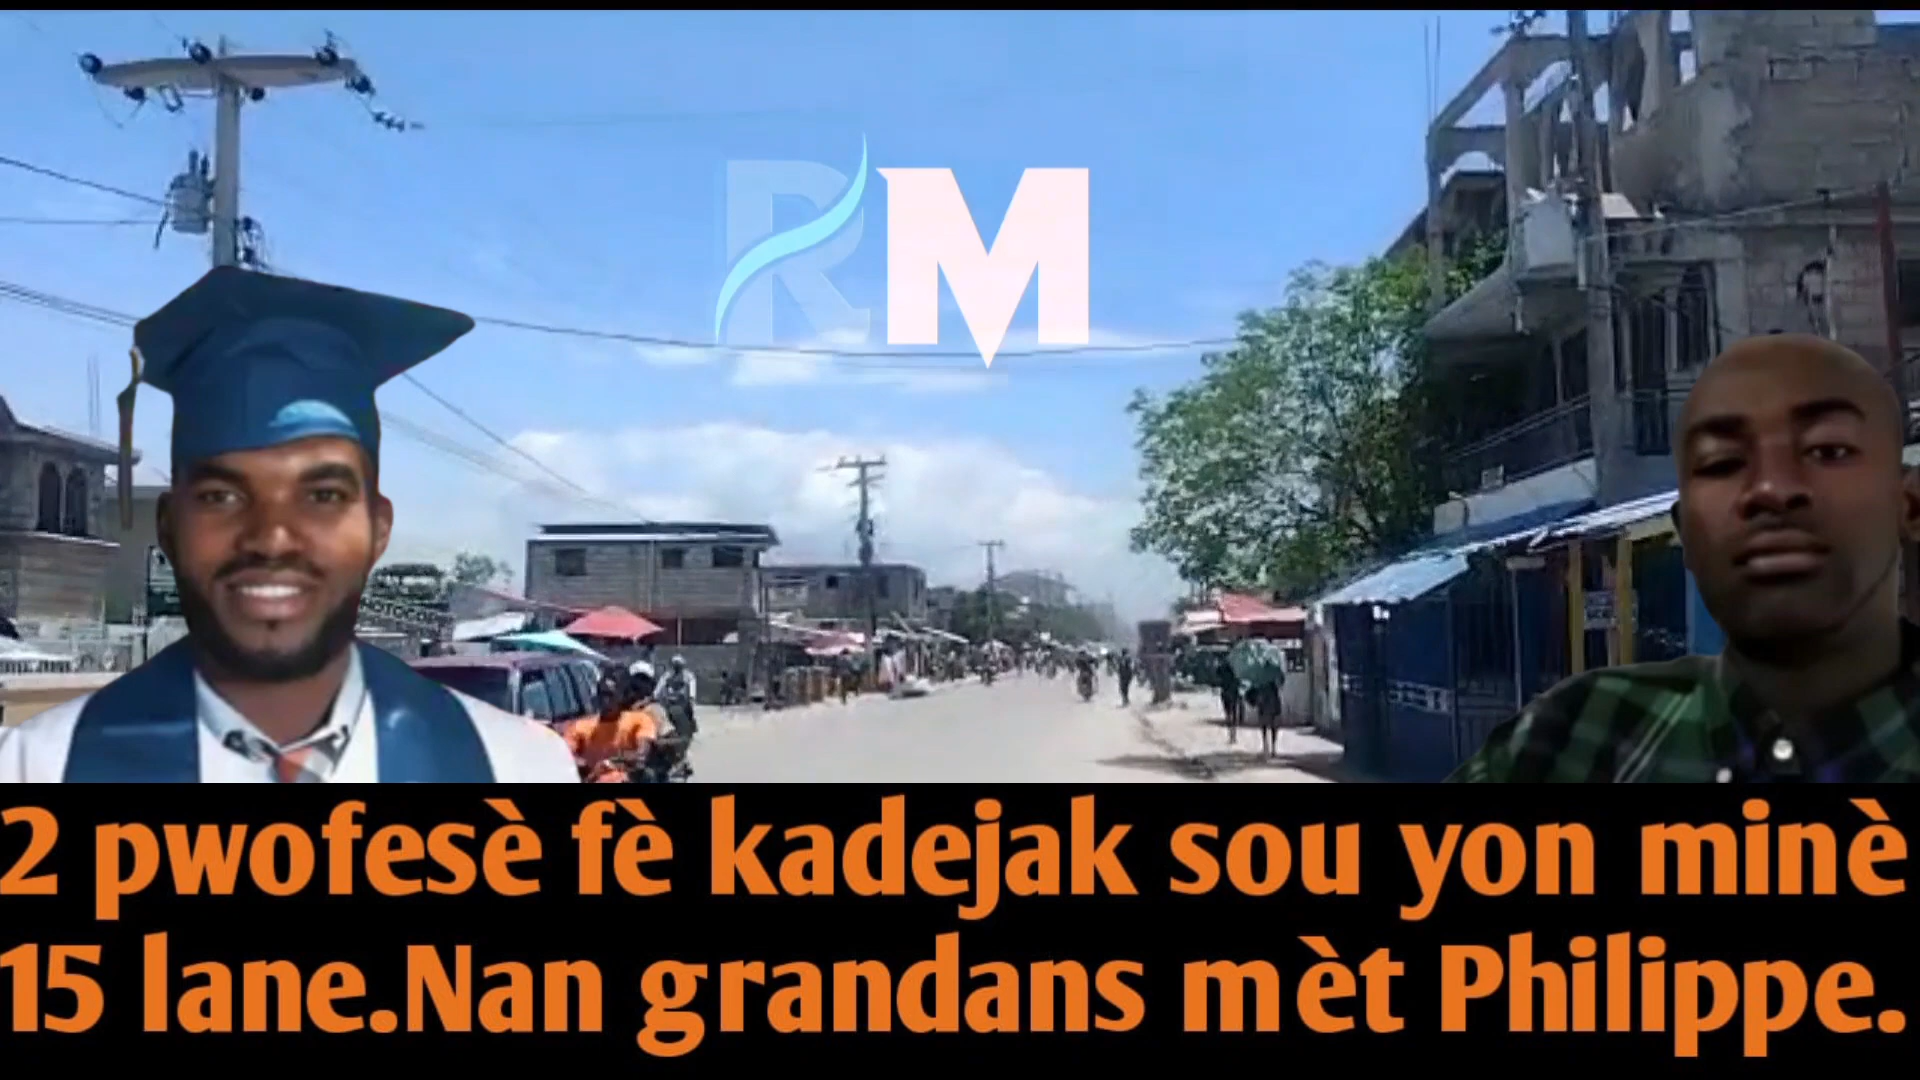 RM
2 pwofesè fè kadejak sou yon minè
15 lane.Nan grandans mèt Philippe.